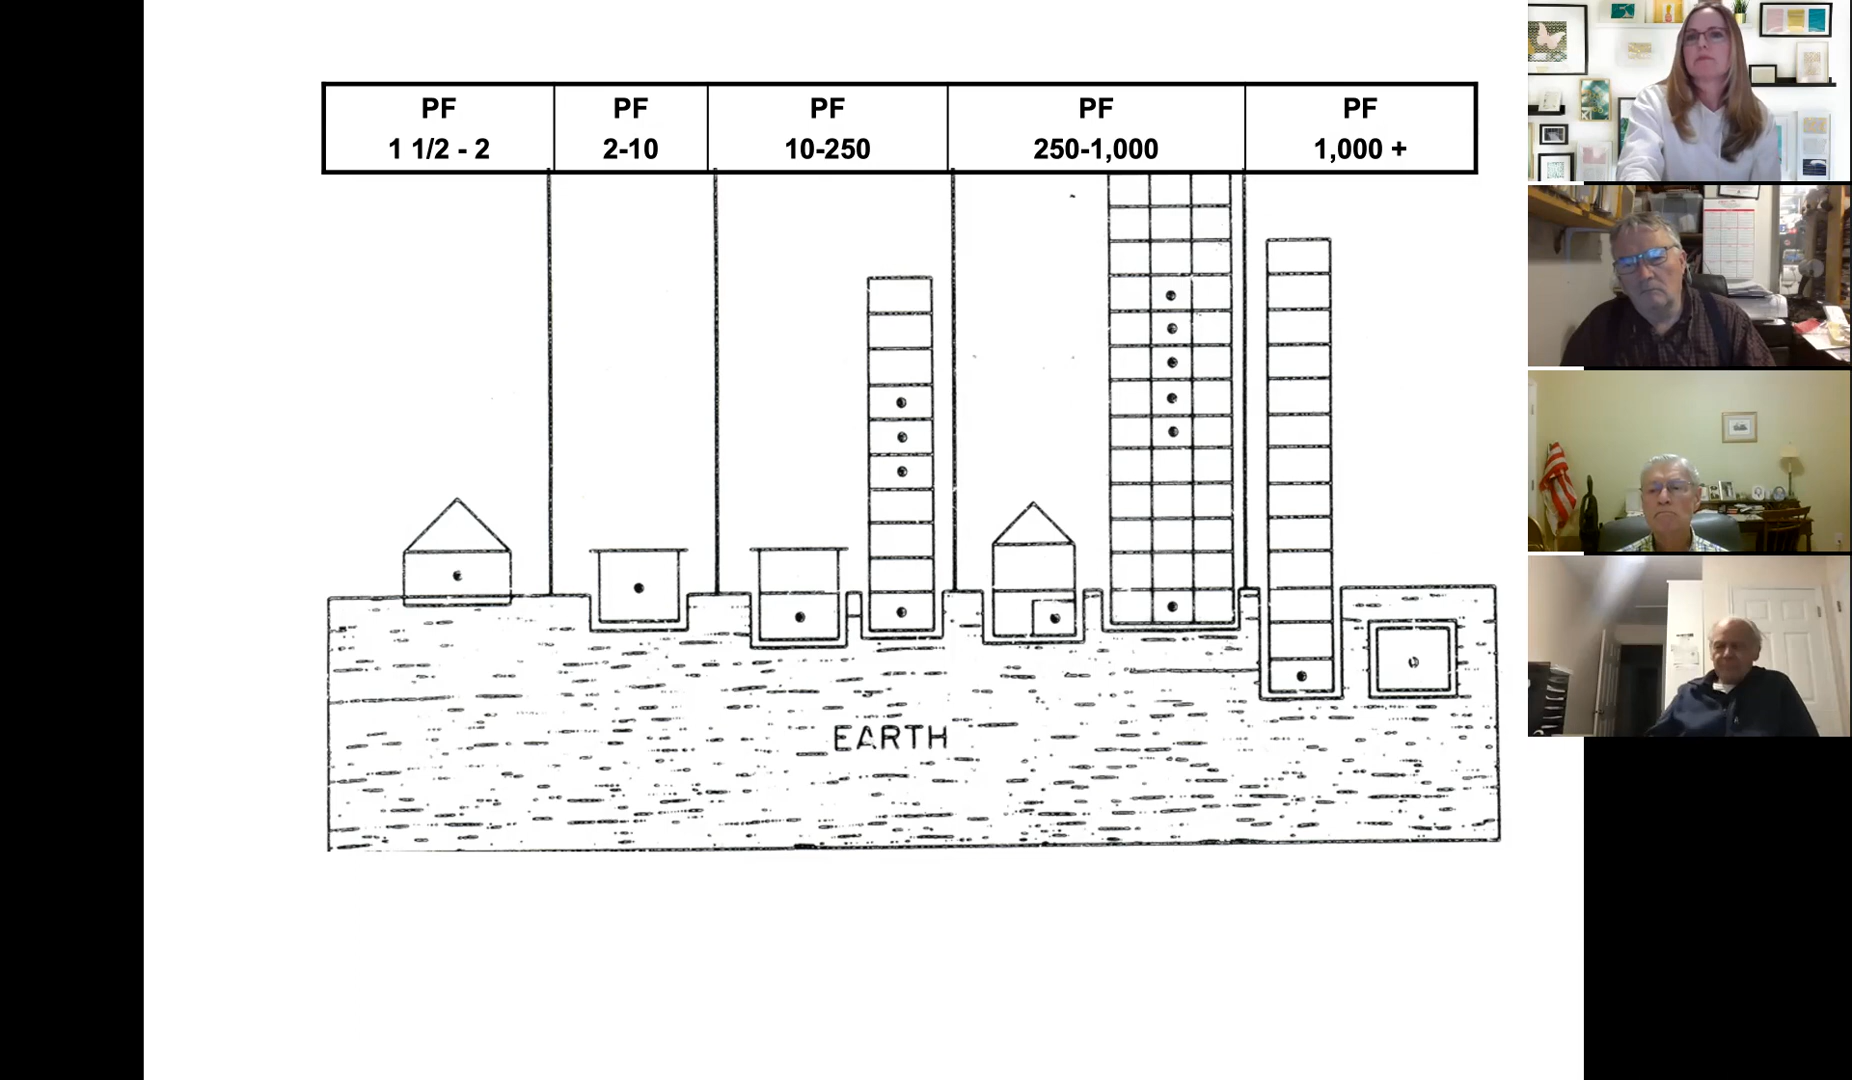 PF
1 1/2 - 2
PF
2-10
PF
10-250
PF
250-1,000
PF
1,000 +
EARTH